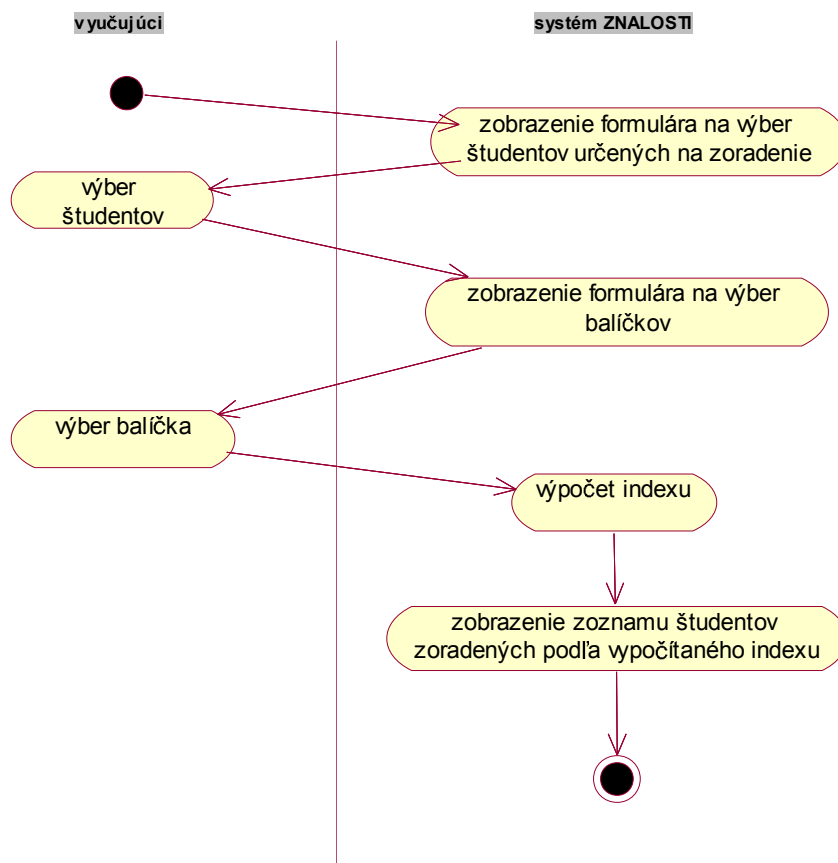 vyučujúci
systém ZNALOSTI
zobrazenie formulára na výber
študentov určených na zoradenie
výber
študentov
zobrazenie formulára na výber
balíčkov
výber balíčka
výpočet indexu
zobrazenie zoznamu študentov
zoradených podľa vypočítaného indexu